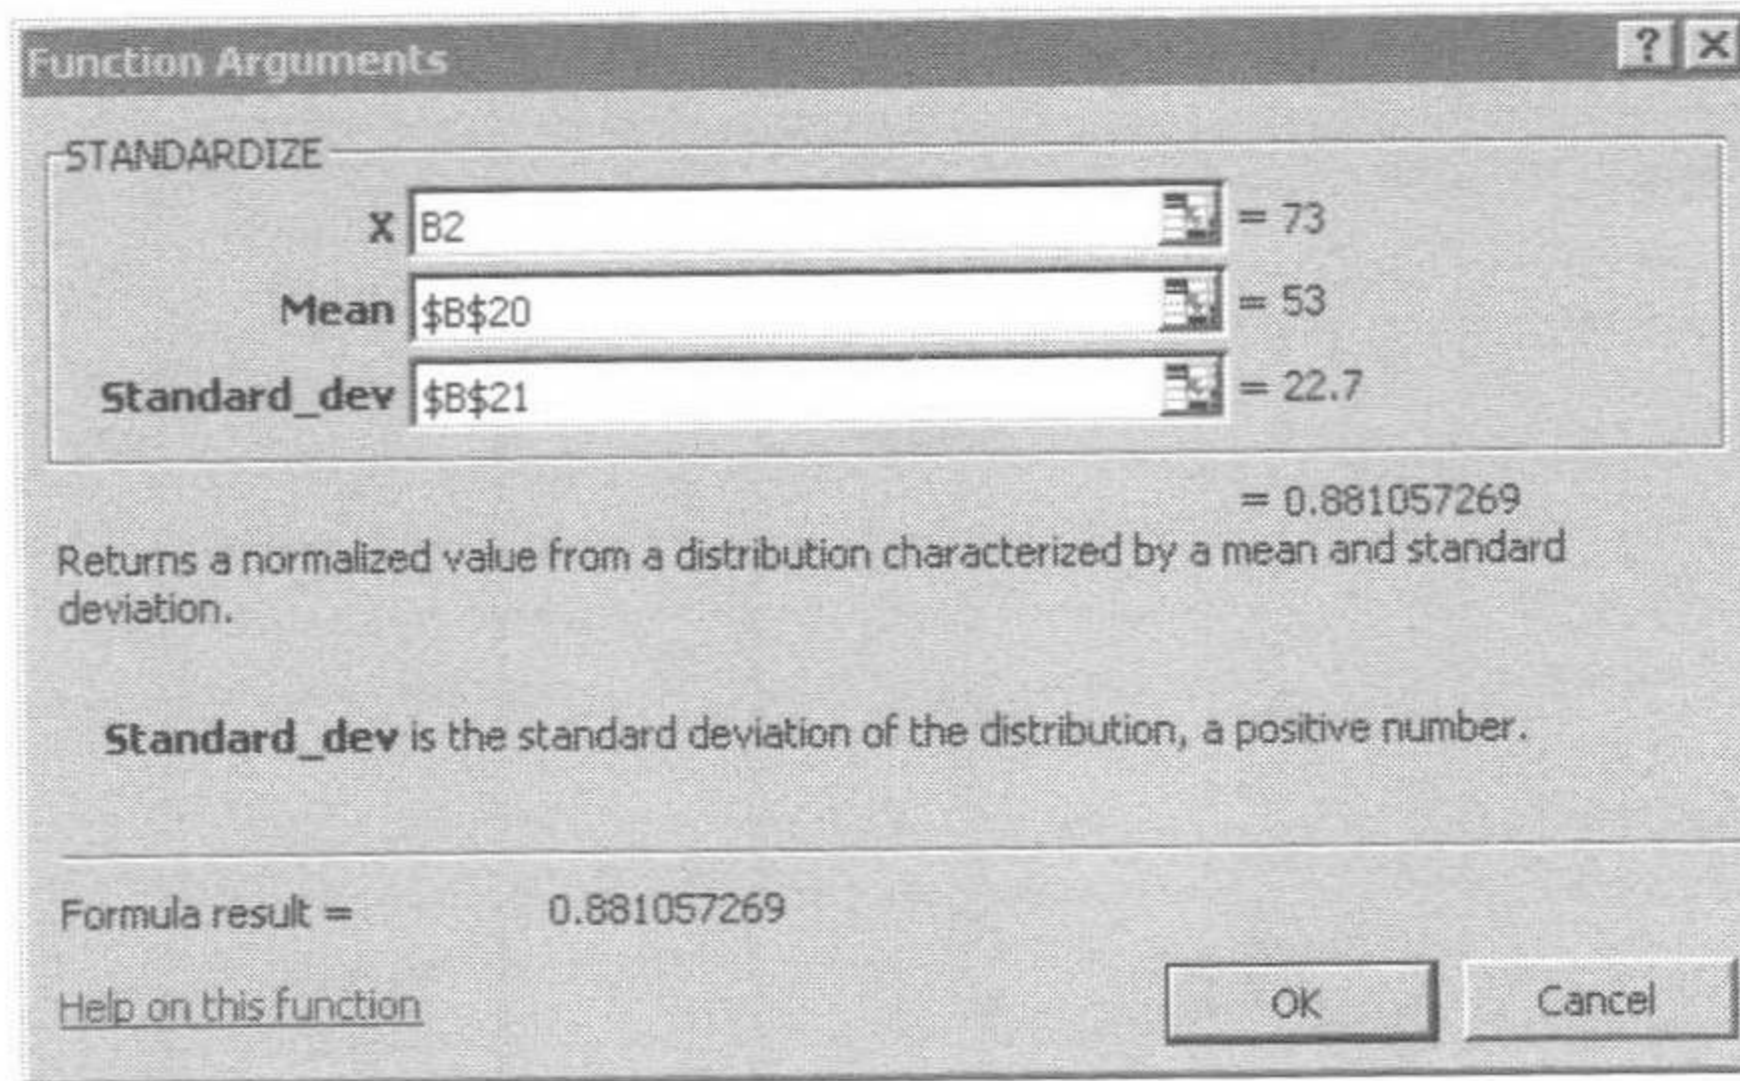 Function Arguments
STANDARDIZE
X B2 = 73
Mean $B$20 = 53
Standard_dev $B$21 = 22.7
= 0.881057269
Returns a normalized value from a distribution characterized by a mean and standard
deviation.
Standard_dev is the standard deviation of the distribution, a positive number.
Formula result = 0.881057269
Help on this function OK Cancel